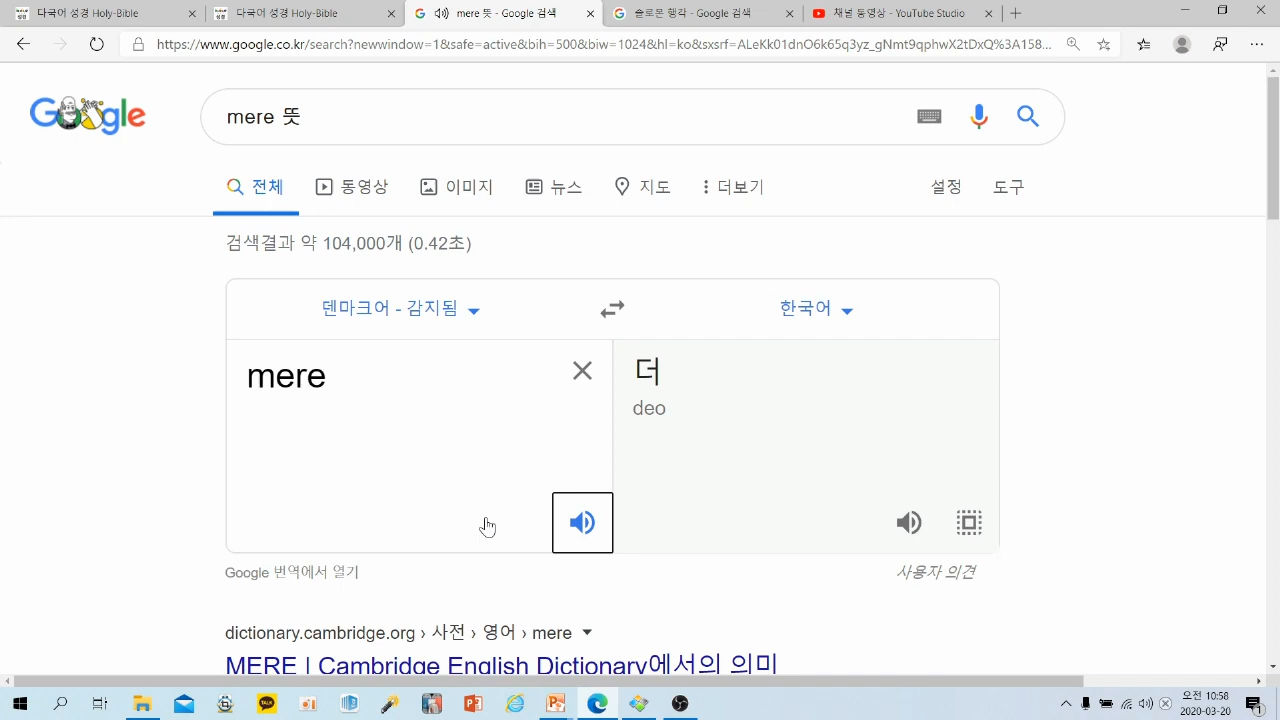 다국어 성경 Holy-Bible
다국어 성경 Holy-Bible
mere 뜻 - Google 검색
솔로몬 행각 - Google 검색
채널 동영상 - YouTube Studio
https://www.google.co.kr/search?newwindow=1&safe=active&bih=500&biw=1024&hl=ko&sxsrf=ALeKk01dnO6k65q3yz_gNmt9qphwX2tDxQ%3A158...
Google
mere 뜻
전체
동영상
이미지
뉴스
지도
더보기
설정
도구
검색결과 약 104,000개 (0.42초)
덴마크어 - 감지됨
한국어
mere
더
deo
Google 번역에서 열기
사용자 의견
dictionary.cambridge.org › 사전 › 영어 › mere
MERE | Cambridge English Dictionary에서의 의미
오전 10:58
2020-03-20